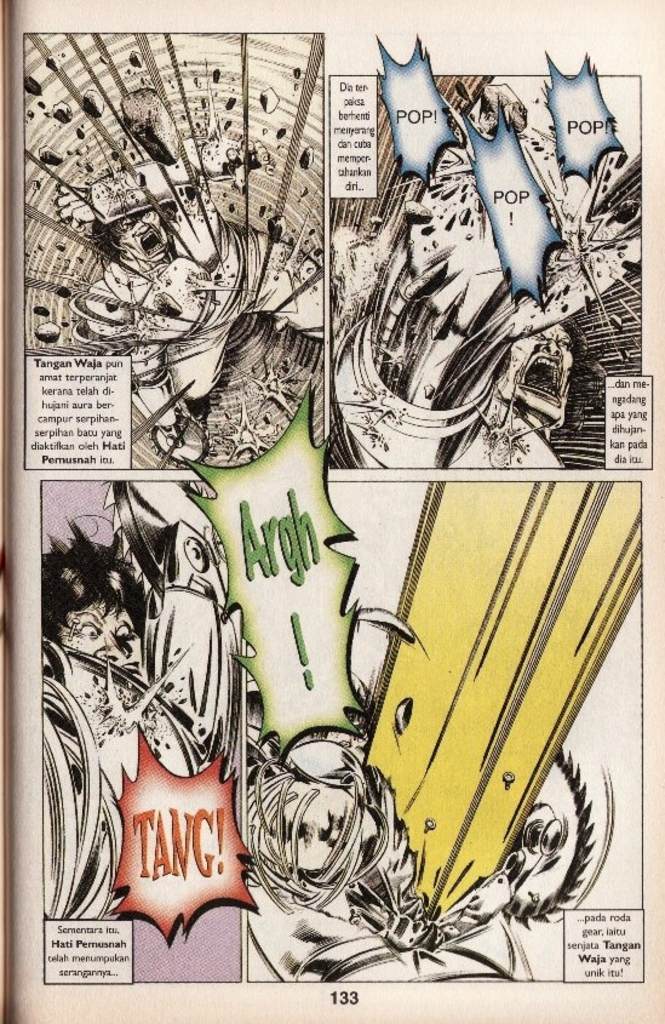 Tangan Waja pun
amat terperanjat
kerana telah di-
hujani aura ber-
campur serpihan-
serpihan batu yang
diaktifkan oleh Hati
Pemusnah itu.
Dia ter-
paksa
berhenti
menyerang
dan cuba
memper-
tahankan
diri...
POP!
POP
!
POP!
...dan me-
ngadang
apa yang
dihujan-
kan pada
dia itu.
Argh
!
TANG!
Sementara itu,
Hati Pemusnah
telah menumpukan
serangannya...
...pada roda
gear, iaitu
senjata Tangan
Waja yang
unik itu!
133